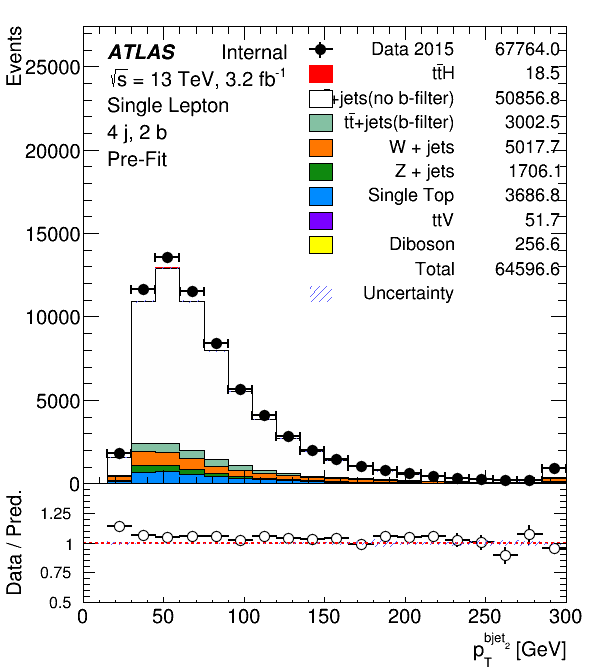 Events
25000
20000
15000
10000
5000
0
ATLAS Internal
√s = 13 TeV, 3.2 fb⁻¹
Single Lepton
4 j, 2 b
Pre-Fit
Data 2015 67764.0
tt̄H 18.5
+jets(no b-filter) 50856.8
tt̄+jets(b-filter) 3002.5
W + jets 5017.7
Z + jets 1706.1
Single Top 3686.8
ttV 51.7
Diboson 256.6
Total 64596.6
Uncertainty
Data / Pred.
1.25
1
0.75
0.5
0 50 100 150 200 250 300
p_T^bjet₂ [GeV]